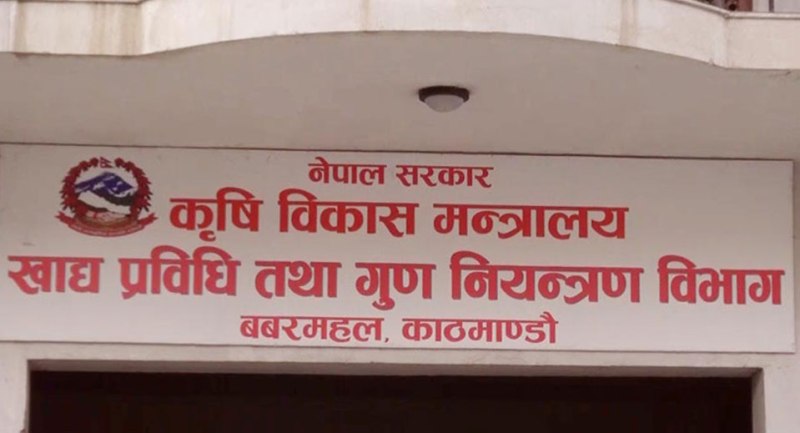 नेपाल सरकार
कृषि विकास मन्त्रालय
खाद्य प्रविधि तथा गुण नियन्त्रण विभाग
बबरमहल, काठमाण्डौ